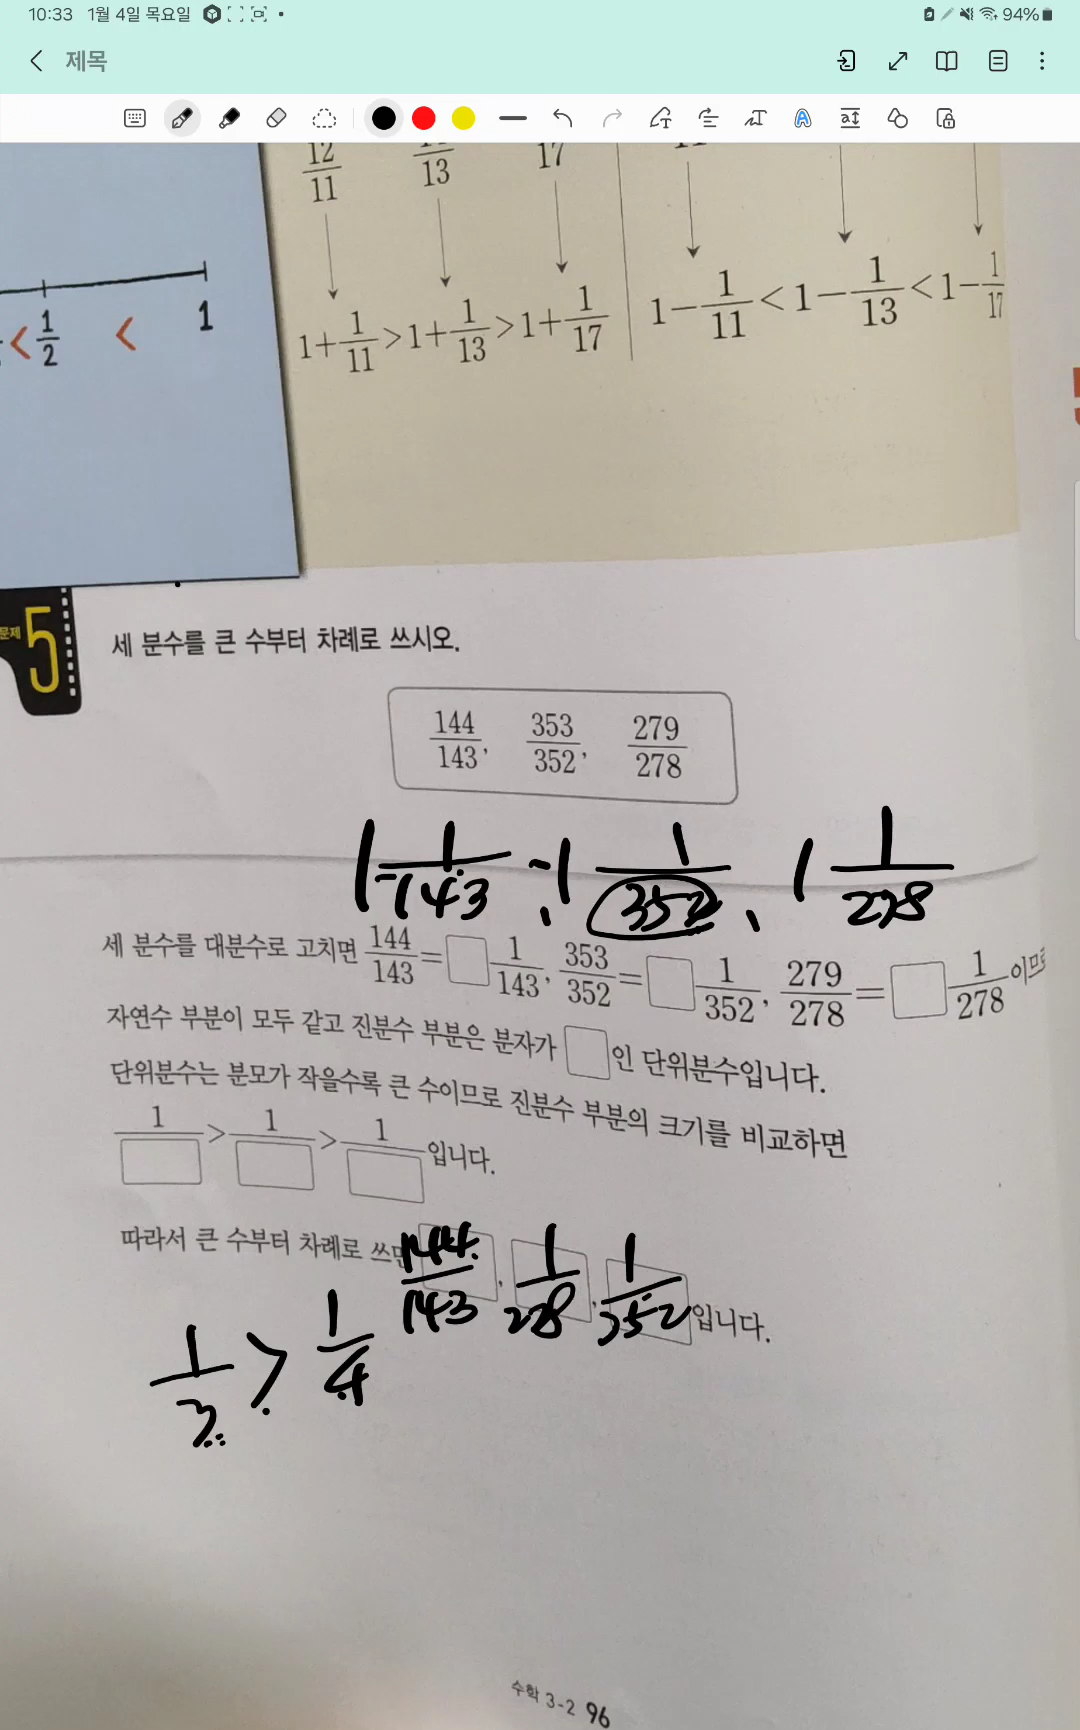 10:33 1월 4일 목요일 94%
제목
12/11 13 17
1 + 1/11 > 1 + 1/13 > 1 + 1/17
1 - 1/11 < 1 - 1/13 < 1 - 1/17
< 1/2 < 1
문제 5 세 분수를 큰 수부터 차례로 쓰시오.
144/143, 353/352, 279/278
1 1/143, 1 1/352, 1 1/278
세 분수를 대분수로 고치면 144/143 = □ 1/143, 353/352 = □ 1/352, 279/278 = □ 1/278 이므로
자연수 부분이 모두 같고 진분수 부분은 분자가 □인 단위분수입니다.
단위분수는 분모가 작을수록 큰 수이므로 진분수 부분의 크기를 비교하면
1/□ > 1/□ > 1/□ 입니다.
따라서 큰 수부터 차례로 쓰면 144/143, 1/278, 1/352 입니다.
1/3 > 1/4
수학 3-2 96